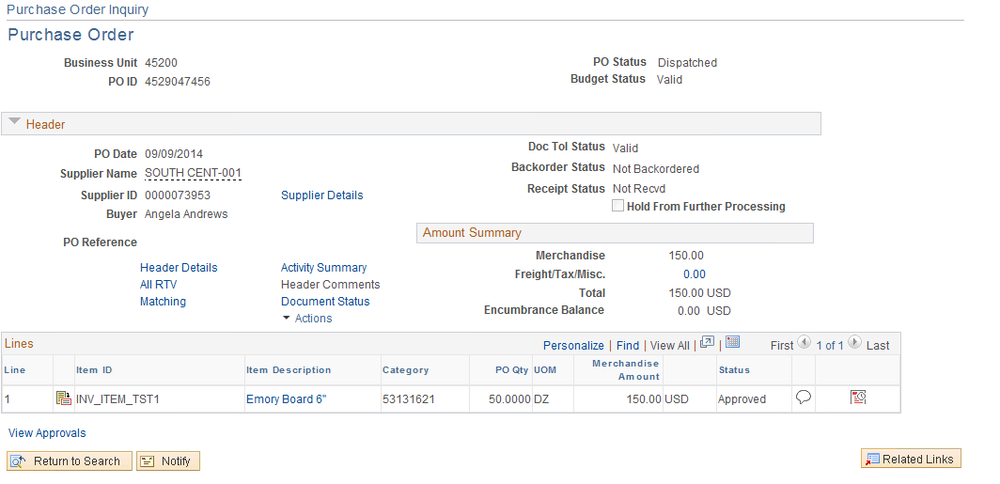 Purchase Order Inquiry
Purchase Order
Business Unit 45200
PO Status Dispatched
PO ID 4529047456
Budget Status Valid
Header
PO Date 09/09/2014
Doc Tol Status Valid
Supplier Name SOUTH CENT-001
Backorder Status Not Backordered
Supplier ID 0000073953 Supplier Details
Receipt Status Not Recvd
Buyer Angela Andrews
Hold From Further Processing
PO Reference
Amount Summary
Merchandise 150.00
Header Details Activity Summary
Freight/Tax/Misc. 0.00
All RTV Header Comments
Total 150.00 USD
Matching Document Status
Encumbrance Balance 0.00 USD
Actions
Lines Personalize | Find | View All | | First 1 of 1 Last
Line Item ID Item Description Category PO Qty UOM Merchandise Amount Status
1 INV_ITEM_TST1 Emory Board 6" 53131621 50.0000 DZ 150.00 USD Approved
View Approvals
Return to Search Notify Related Links